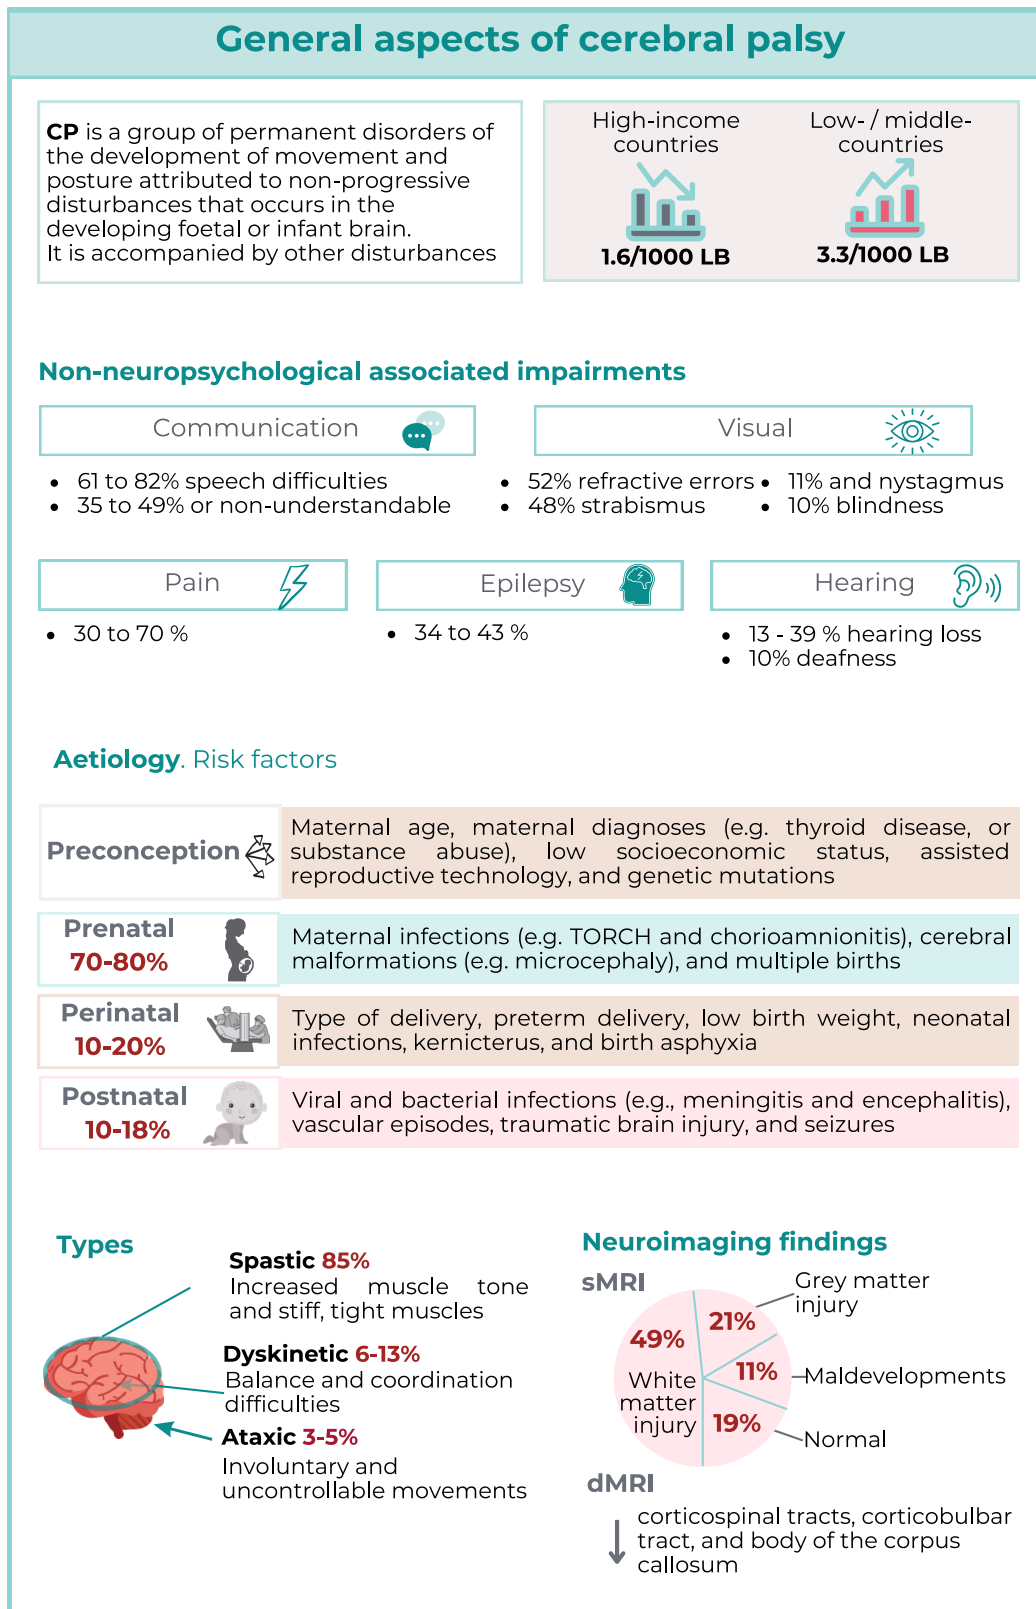 General aspects of cerebral palsy
CP is a group of permanent disorders of
the development of movement and
posture attributed to non-progressive
disturbances that occurs in the
developing foetal or infant brain.
It is accompanied by other disturbances
High-income
countries
1.6/1000 LB
Low- / middle-
countries
3.3/1000 LB
Non-neuropsychological associated impairments
Communication
• 61 to 82% speech difficulties
• 35 to 49% or non-understandable
Visual
• 52% refractive errors
• 48% strabismus
• 11% and nystagmus
• 10% blindness
Pain
• 30 to 70 %
Epilepsy
• 34 to 43 %
Hearing
• 13 - 39 % hearing loss
• 10% deafness
Aetiology. Risk factors
Preconception
Maternal age, maternal diagnoses (e.g. thyroid disease, or
substance abuse), low socioeconomic status, assisted
reproductive technology, and genetic mutations
Prenatal
70-80%
Maternal infections (e.g. TORCH and chorioamnionitis), cerebral
malformations (e.g. microcephaly), and multiple births
Perinatal
10-20%
Type of delivery, preterm delivery, low birth weight, neonatal
infections, kernicterus, and birth asphyxia
Postnatal
10-18%
Viral and bacterial infections (e.g., meningitis and encephalitis),
vascular episodes, traumatic brain injury, and seizures
Types
Spastic 85%
Increased muscle tone
and stiff, tight muscles
Dyskinetic 6-13%
Balance and coordination
difficulties
Ataxic 3-5%
Involuntary and
uncontrollable movements
Neuroimaging findings
sMRI
Grey matter
injury
21%
49%
White
matter
injury
11%
Maldevelopments
19%
Normal
dMRI
corticospinal tracts, corticobulbar
tract, and body of the corpus
callosum